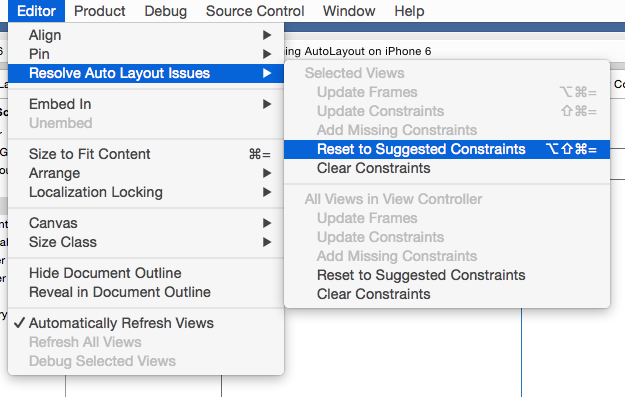 Editor Product Debug Source Control Window Help
Align
Pin
ing AutoLayout on iPhone 6
Resolve Auto Layout Issues
Selected Views
Update Frames ⌥⌘=
Update Constraints ⇧⌘=
Add Missing Constraints
Reset to Suggested Constraints ⌥⇧⌘=
Clear Constraints
All Views in View Controller
Update Frames
Update Constraints
Add Missing Constraints
Reset to Suggested Constraints
Clear Constraints
Embed In
Unembed
Size to Fit Content ⌘=
Arrange
Localization Locking
Canvas
Size Class
Hide Document Outline
Reveal in Document Outline
✓ Automatically Refresh Views
Refresh All Views
Debug Selected Views